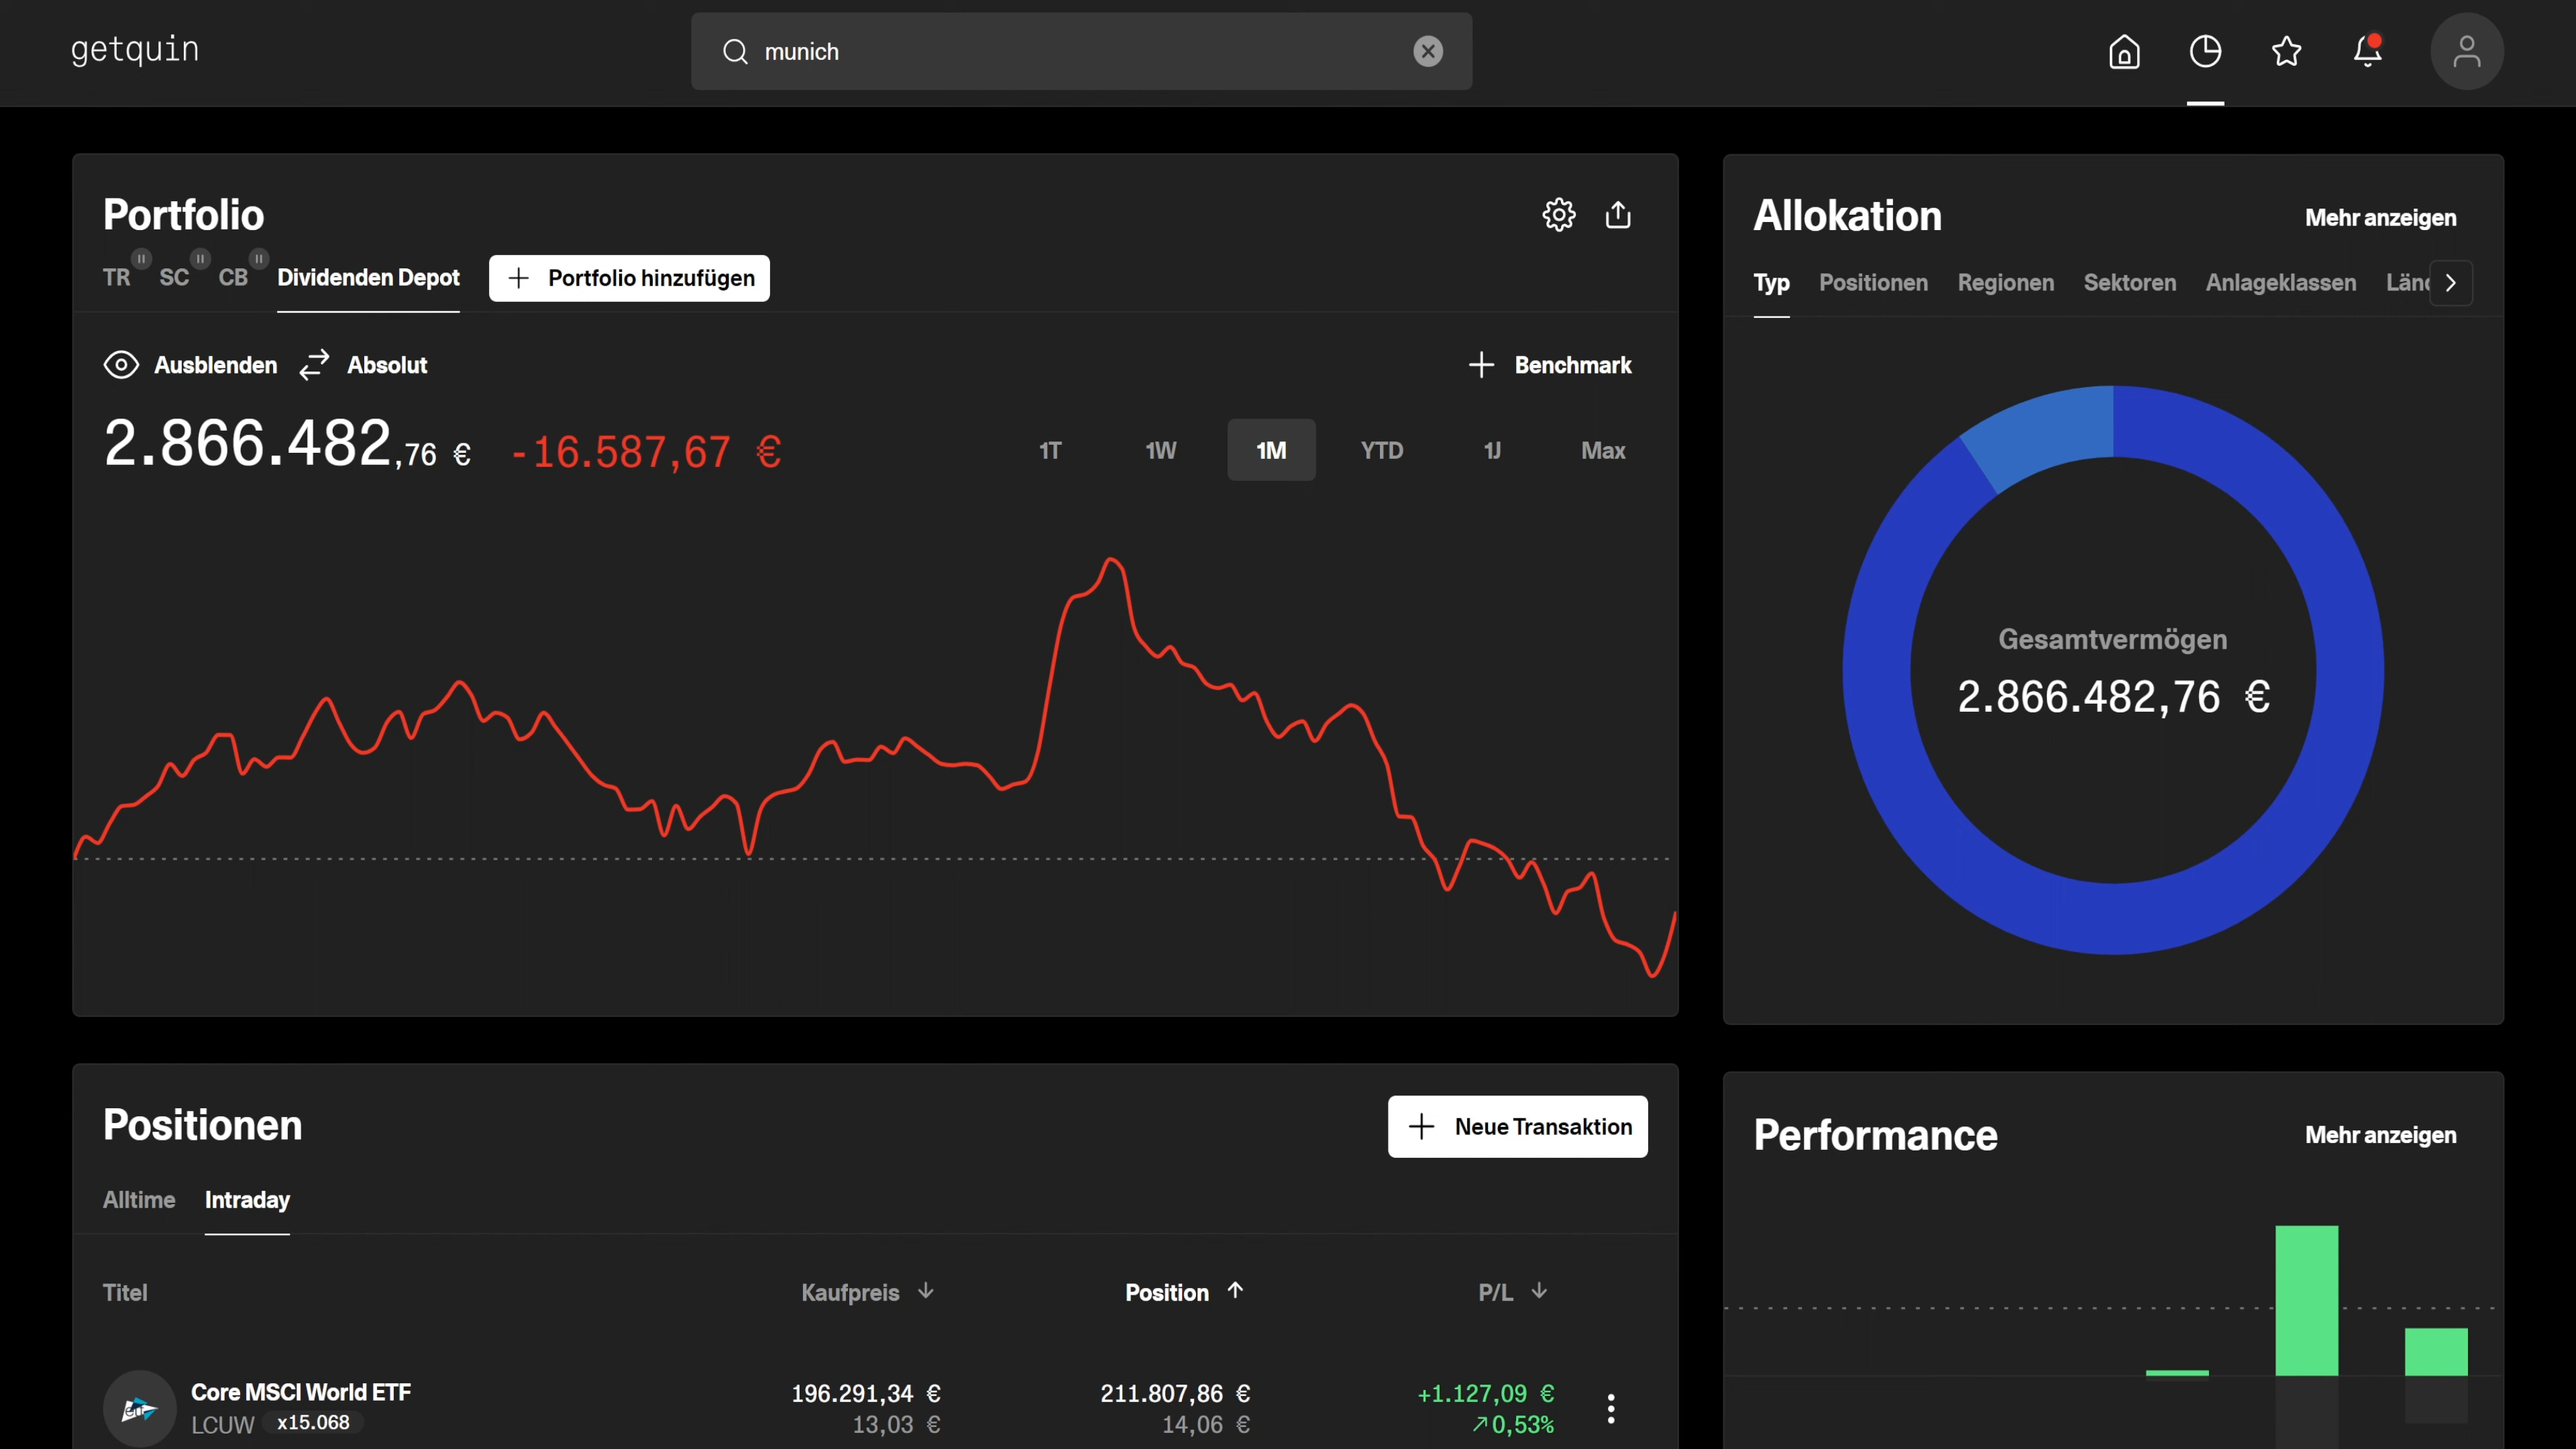 getquin
munich
Portfolio
TR SC CB Dividenden Depot + Portfolio hinzufügen
Ausblenden Absolut
+ Benchmark
2.866.482,76 € -16.587,67 €
1T 1W 1M YTD 1J Max
Allokation
Mehr anzeigen
Typ Positionen Regionen Sektoren Anlageklassen Länd
Gesamtvermögen
2.866.482,76 €
Positionen
+ Neue Transaktion
Alltime Intraday
Titel Kaufpreis ↓ Position ↑ P/L ↓
Core MSCI World ETF 196.291,34 € 211.807,86 € +1.127,09 €
LCUW x15.068 13,03 € 14,06 € ↗0,53%
Performance
Mehr anzeigen